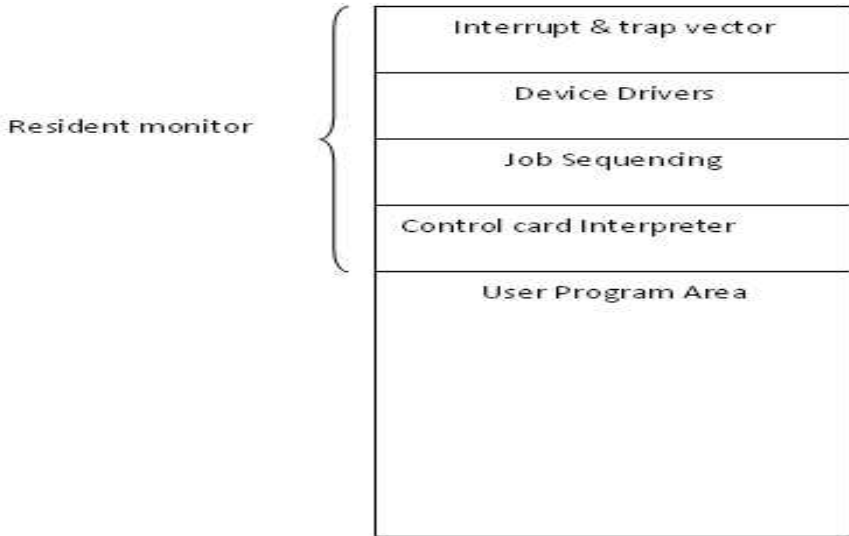 Interrupt & trap vector
Device Drivers
Resident monitor
Job Sequencing
Control card Interpreter
User Program Area